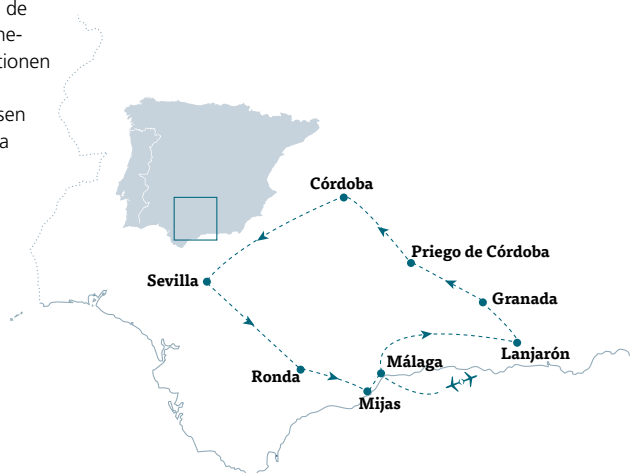 de
ne-
tionen
sen
a
Córdoba
Priego de Córdoba
Sevilla
Granada
Lanjarón
Málaga
Ronda
Mijas